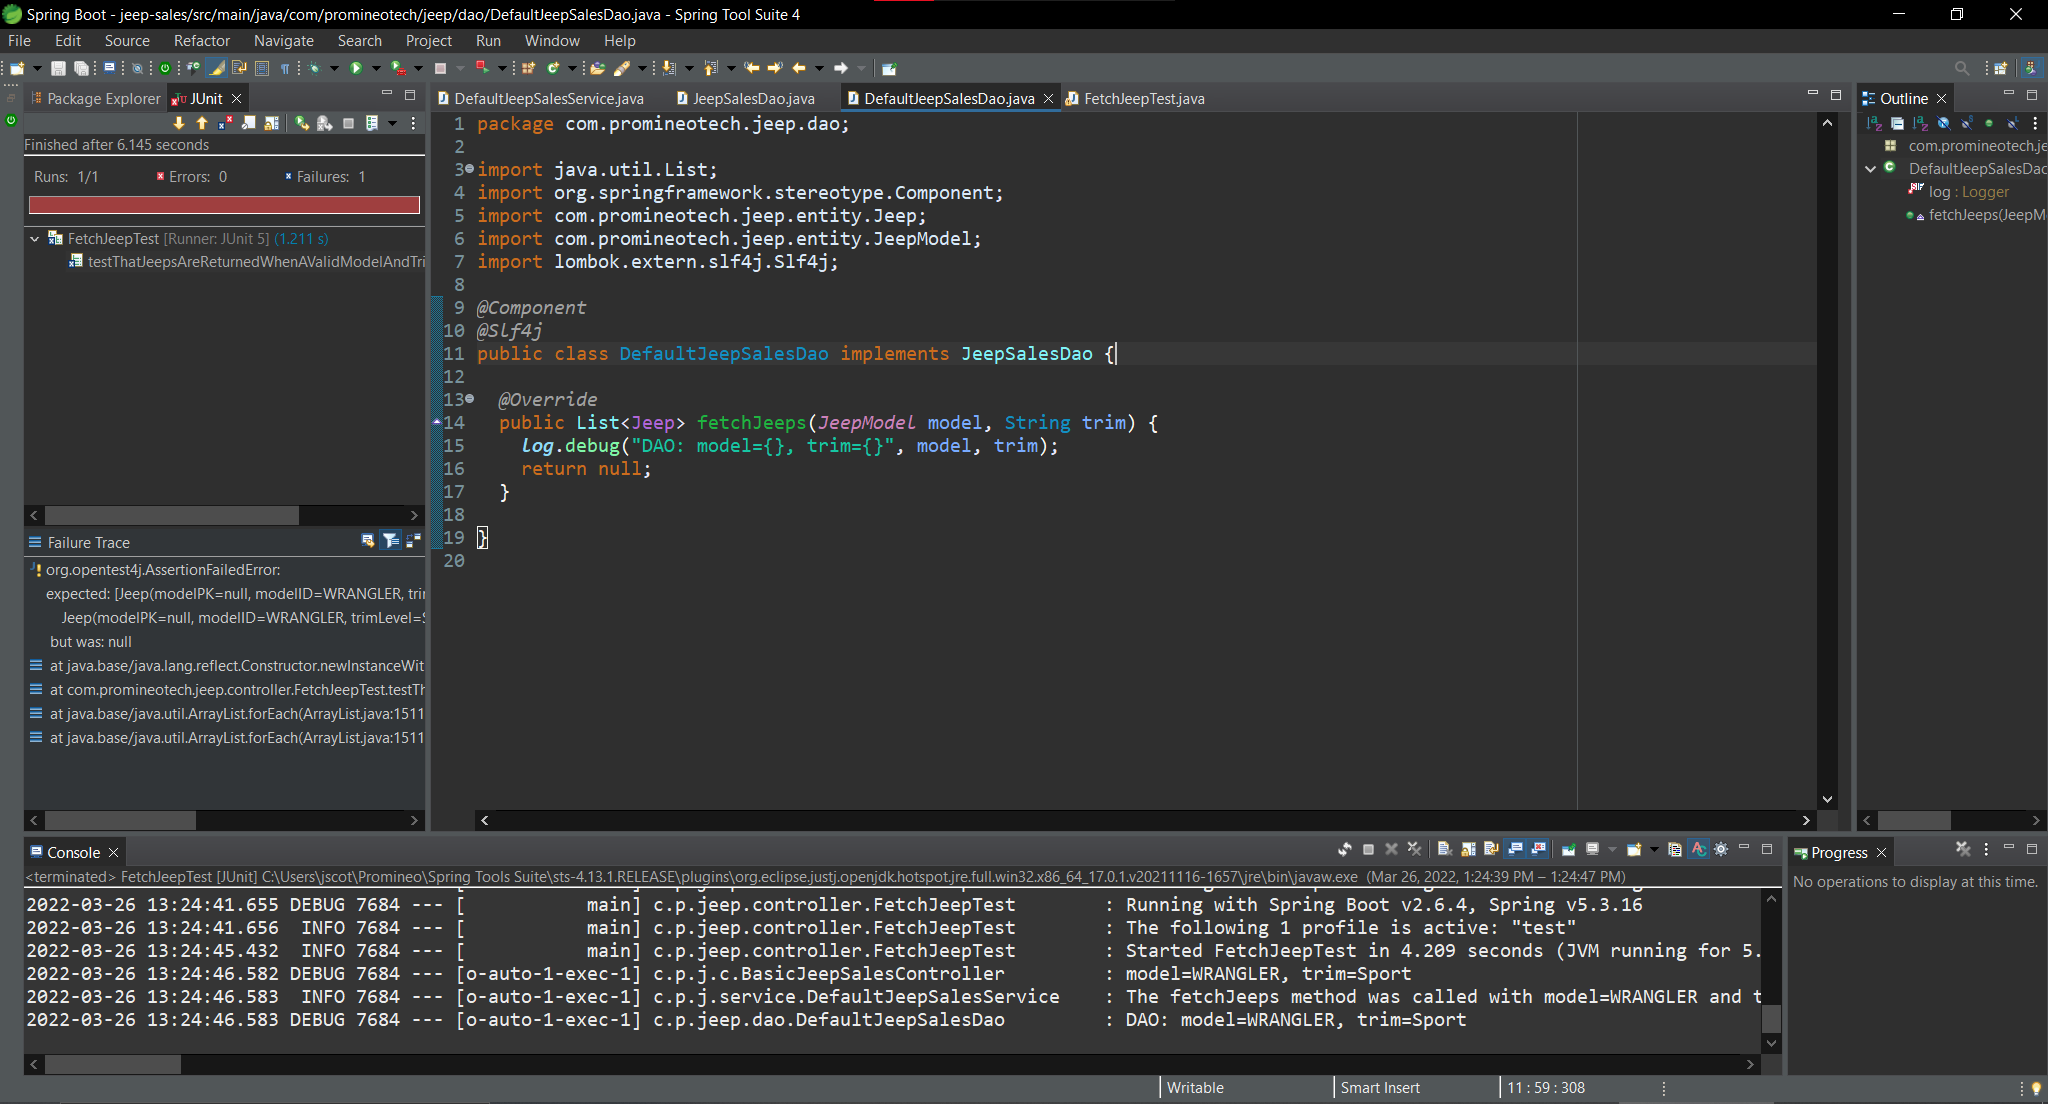 Spring Boot - jeep-sales/src/main/java/com/promineotech/jeep/dao/DefaultJeepSalesDao.java - Spring Tool Suite 4
File Edit Source Refactor Navigate Search Project Run Window Help
Package Explorer JUnit
Finished after 6.145 seconds
Runs: 1/1 Errors: 0 Failures: 1
FetchJeepTest [Runner: JUnit 5] (1.211 s)
testThatJeepsAreReturnedWhenAValidModelAndTri
Failure Trace
org.opentest4j.AssertionFailedError:
expected: [Jeep(modelPK=null, modelID=WRANGLER, tri
Jeep(modelPK=null, modelID=WRANGLER, trimLevel=S
but was: null
at java.base/java.lang.reflect.Constructor.newInstanceWit
at com.promineotech.jeep.controller.FetchJeepTest.testTh
at java.base/java.util.ArrayList.forEach(ArrayList.java:1511
at java.base/java.util.ArrayList.forEach(ArrayList.java:1511
DefaultJeepSalesService.java JeepSalesDao.java DefaultJeepSalesDao.java FetchJeepTest.java
1 package com.promineotech.jeep.dao;
2
3 import java.util.List;
4 import org.springframework.stereotype.Component;
5 import com.promineotech.jeep.entity.Jeep;
6 import com.promineotech.jeep.entity.JeepModel;
7 import lombok.extern.slf4j.Slf4j;
8
9 @Component
10 @Slf4j
11 public class DefaultJeepSalesDao implements JeepSalesDao {
12
13 @Override
14 public List<Jeep> fetchJeeps(JeepModel model, String trim) {
15 log.debug("DAO: model={}, trim={}", model, trim);
16 return null;
17 }
18
19 }
20
Outline
com.promineotech.je
DefaultJeepSalesDao
log : Logger
fetchJeeps(JeepM
Console
<terminated> FetchJeepTest [JUnit] C:\Users\jscot\Promineo\Spring Tools Suite\sts-4.13.1.RELEASE\plugins\org.eclipse.justj.openjdk.hotspot.jre.full.win32.x86_64_17.0.1.v20211116-1657\jre\bin\javaw.exe (Mar 26, 2022, 1:24:39 PM – 1:24:47 PM)
2022-03-26 13:24:41.655 DEBUG 7684 --- [ main] c.p.jeep.controller.FetchJeepTest : Running with Spring Boot v2.6.4, Spring v5.3.16
2022-03-26 13:24:41.656 INFO 7684 --- [ main] c.p.jeep.controller.FetchJeepTest : The following 1 profile is active: "test"
2022-03-26 13:24:45.432 INFO 7684 --- [ main] c.p.jeep.controller.FetchJeepTest : Started FetchJeepTest in 4.209 seconds (JVM running for 5.
2022-03-26 13:24:46.582 DEBUG 7684 --- [o-auto-1-exec-1] c.p.j.c.BasicJeepSalesController : model=WRANGLER, trim=Sport
2022-03-26 13:24:46.583 INFO 7684 --- [o-auto-1-exec-1] c.p.j.service.DefaultJeepSalesService : The fetchJeeps method was called with model=WRANGLER and t
2022-03-26 13:24:46.583 DEBUG 7684 --- [o-auto-1-exec-1] c.p.jeep.dao.DefaultJeepSalesDao : DAO: model=WRANGLER, trim=Sport
Progress
No operations to display at this time.
Writable Smart Insert 11 : 59 : 308